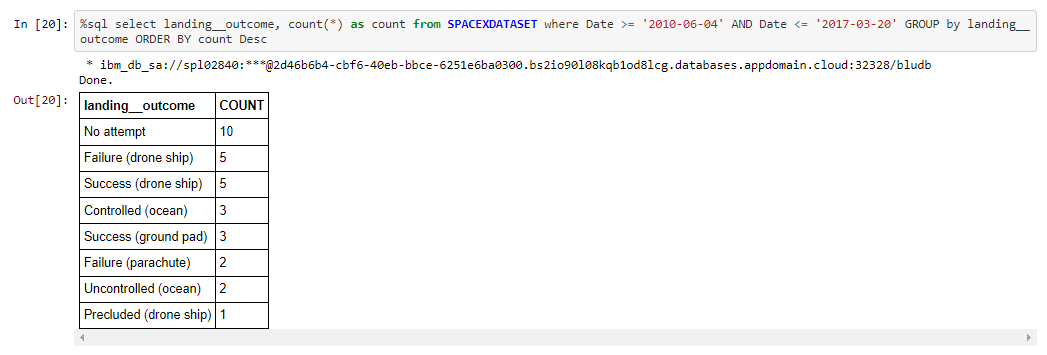 In [20]: %sql select landing__outcome, count(*) as count from SPACEXDATASET where Date >= '2010-06-04' AND Date <= '2017-03-20' GROUP by landing__
outcome ORDER BY count Desc
* ibm_db_sa://spl02840:***@2d46b6b4-cbf6-40eb-bbce-6251e6ba0300.bs2io90l08kqb1od8lcg.databases.appdomain.cloud:32328/bludb
Done.
Out[20]: landing__outcome COUNT
No attempt 10
Failure (drone ship) 5
Success (drone ship) 5
Controlled (ocean) 3
Success (ground pad) 3
Failure (parachute) 2
Uncontrolled (ocean) 2
Precluded (drone ship) 1